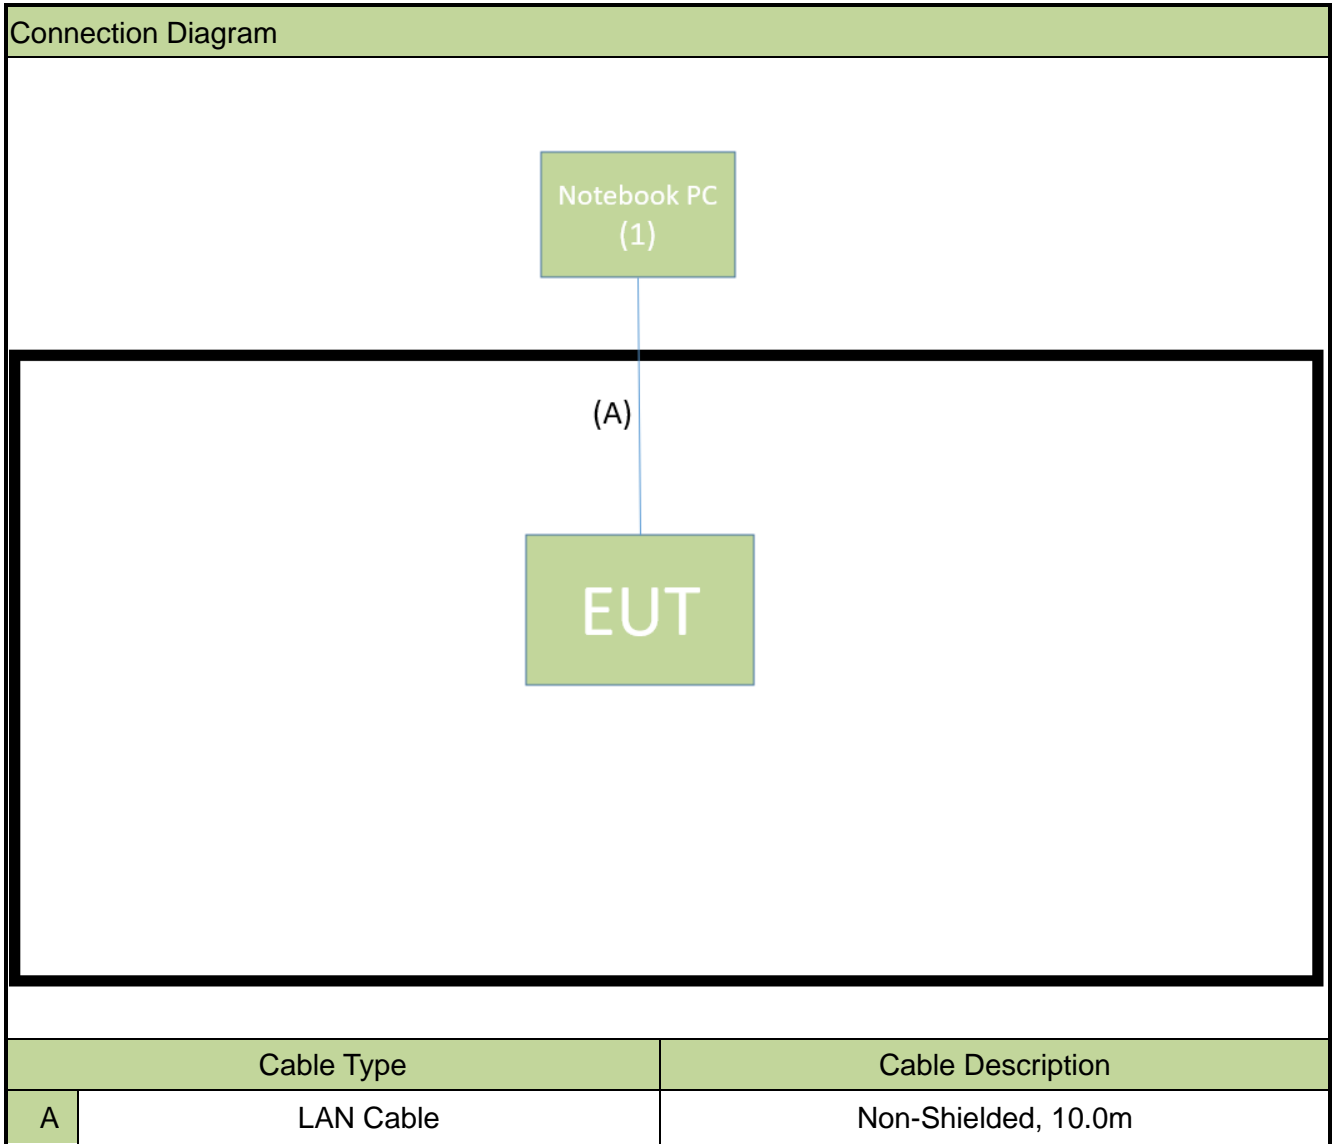 Connection Diagram
Notebook PC
(1)
(A)
EUT
Cable Type Cable Description
A LAN Cable Non-Shielded, 10.0m